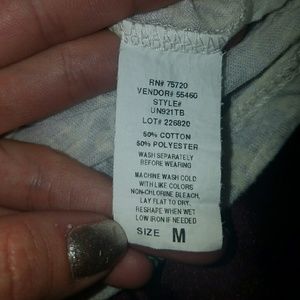 RN# 75720
VENDOR# 55460
STYLE#
UN921TB
LOT# 226820
50% COTTON
50% POLYESTER
WASH SEPARATELY
BEFORE WEARING
MACHINE WASH COLD
WITH LIKE COLORS
NON-CHLORINE BLEACH,
LAY FLAT TO DRY.
RESHAPE WHEN WET
LOW IRON IF NEEDED
SIZE M